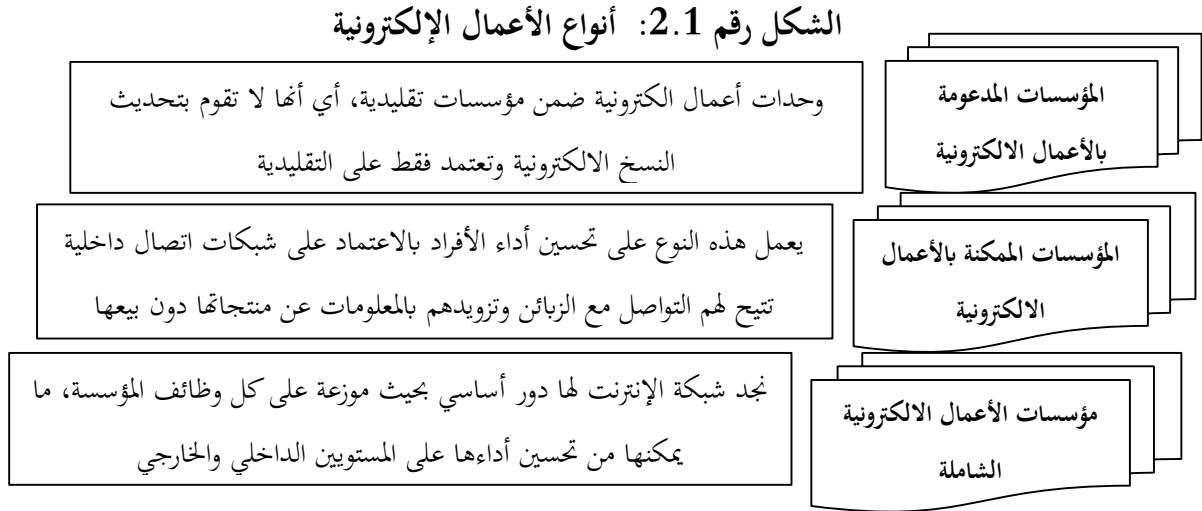 الشكل رقم 2.1: أنواع الأعمال الإلكترونية
المؤسسات المدعومة
بالأعمال الالكترونية
وحدات أعمال الكترونية ضمن مؤسسات تقليدية، أي أنها لا تقوم بتحديث
النسخ الالكترونية وتعتمد فقط على التقليدية
المؤسسات الممكنة بالأعمال
الالكترونية
يعمل هذه النوع على تحسين أداء الأفراد بالاعتماد على شبكات اتصال داخلية
تتيح لهم التواصل مع الزبائن وتزويدهم بالمعلومات عن منتجاتها دون بيعها
مؤسسات الأعمال الالكترونية
الشاملة
نجد شبكة الإنترنت لها دور أساسي بحيث موزعة على كل وظائف المؤسسة، ما
يمكنها من تحسين أداءها على المستويين الداخلي والخارجي